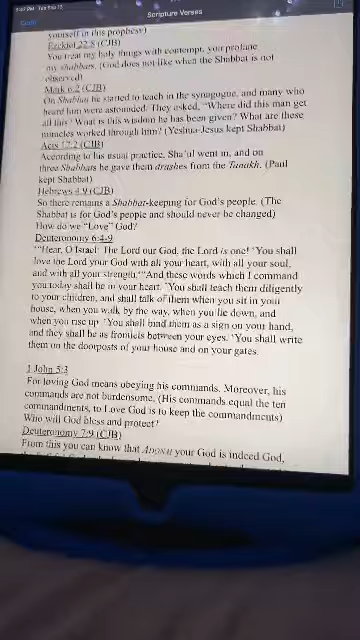 Scripture Verses
yourself in this prophesy)
Ezekiel 22:8 (CJB)
You treat my holy things with contempt, you profane
my shabbats. (God does not like when the Shabbat is not
observed)
Mark 6:2 (CJB)
On Shabbat he started to teach in the synagogue, and many who
heard him were astounded. They asked, "Where did this man get
all this? What is this wisdom he has been given? What are these
miracles worked through him? (Yeshua-Jesus kept Shabbat)
Acts 17:2 (CJB)
According to his usual practice, Sha'ul went in, and on
three Shabbats he gave them drashes from the Tanakh. (Paul
kept Shabbat)
Hebrews 4:9 (CJB)
So there remains a Shabbat-keeping for God's people. (The
Shabbat is for God's people and should never be changed)
How do we "Love" God?
Deuteronomy 6:4-9
"Hear, O Israel: The Lord our God, the Lord is one! You shall
love the Lord your God with all your heart, with all your soul,
and with all your strength. "And these words which I command
you today shall be in your heart. You shall teach them diligently
to your children, and shall talk of them when you sit in your
house, when you walk by the way, when you lie down, and
when you rise up. You shall bind them as a sign on your hand,
and they shall be as frontlets between your eyes. You shall write
them on the doorposts of your house and on your gates.
1 John 5:3
For loving God means obeying his commands. Moreover, his
commands are not burdensome, (His commands equal the ten
commandments, to Love God is to keep the commandments)
Who will God bless and protect?
Deuteronomy 7:9 (CJB)
From this you can know that ADONAI your God is indeed God,